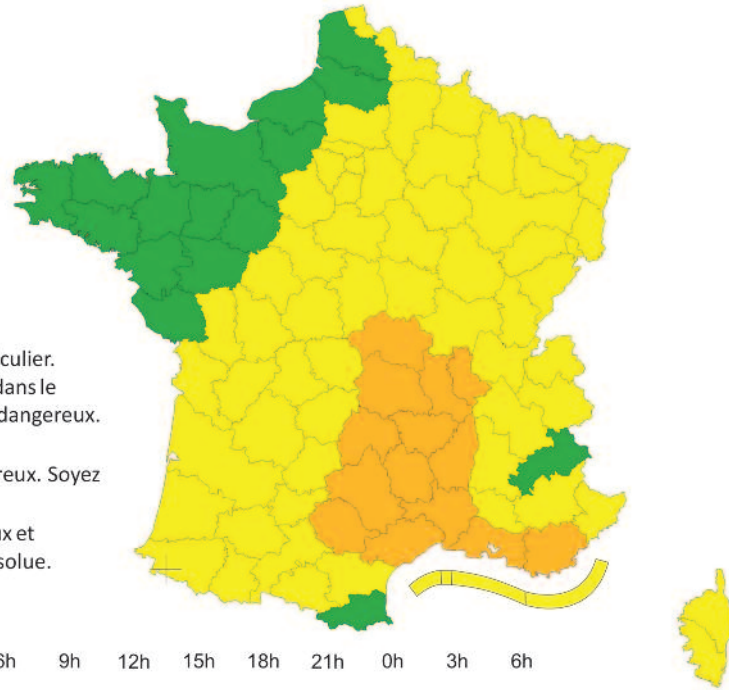 culier.
dans le
dangereux.
reux. Soyez
ux et
solue.
6h 9h 12h 15h 18h 21h 0h 3h 6h